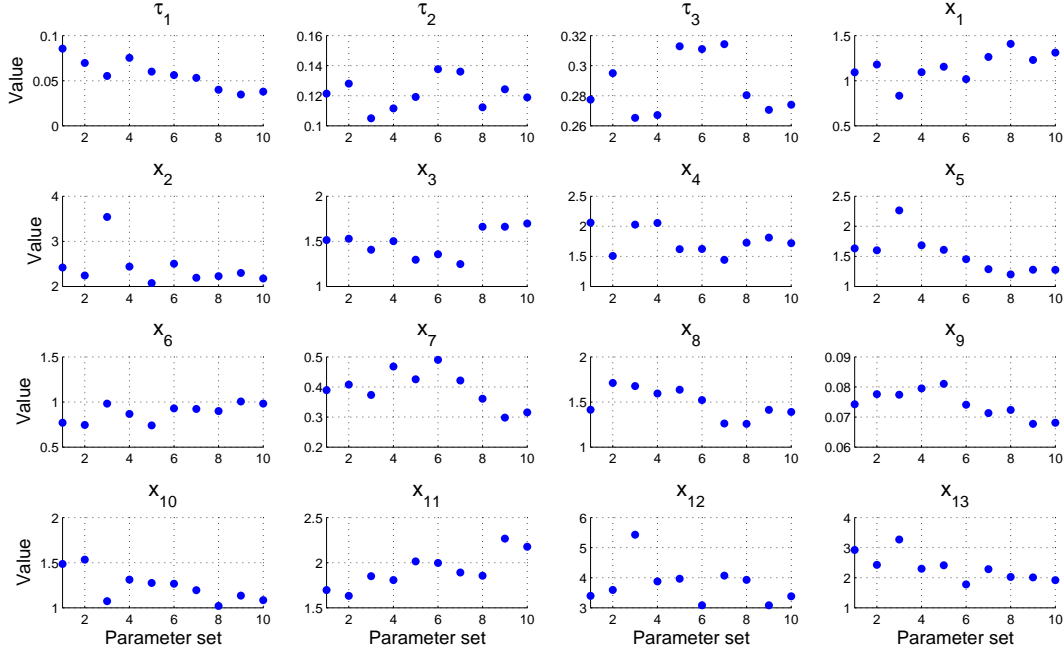 τ1 τ2 τ3 x1
0.1 0.05 0 Value 2 4 6 8 10
0.16 0.14 0.12 0.1 2 4 6 8 10
0.32 0.3 0.28 0.26 2 4 6 8 10
1.5 1 0.5 2 4 6 8 10
x2 x3 x4 x5
4 3 2 Value 2 4 6 8 10
2 1.5 1 2 4 6 8 10
2.5 2 1.5 1 2 4 6 8 10
2.5 2 1.5 1 2 4 6 8 10
x6 x7 x8 x9
1.5 1 0.5 Value 2 4 6 8 10
0.5 0.4 0.3 0.2 2 4 6 8 10
2 1.5 1 2 4 6 8 10
0.09 0.08 0.07 0.06 2 4 6 8 10
x10 x11 x12 x13
2 1.5 1 Value 2 4 6 8 10
2.5 2 1.5 2 4 6 8 10
6 5 4 3 2 4 6 8 10
4 3 2 1 2 4 6 8 10
Parameter set Parameter set Parameter set Parameter set